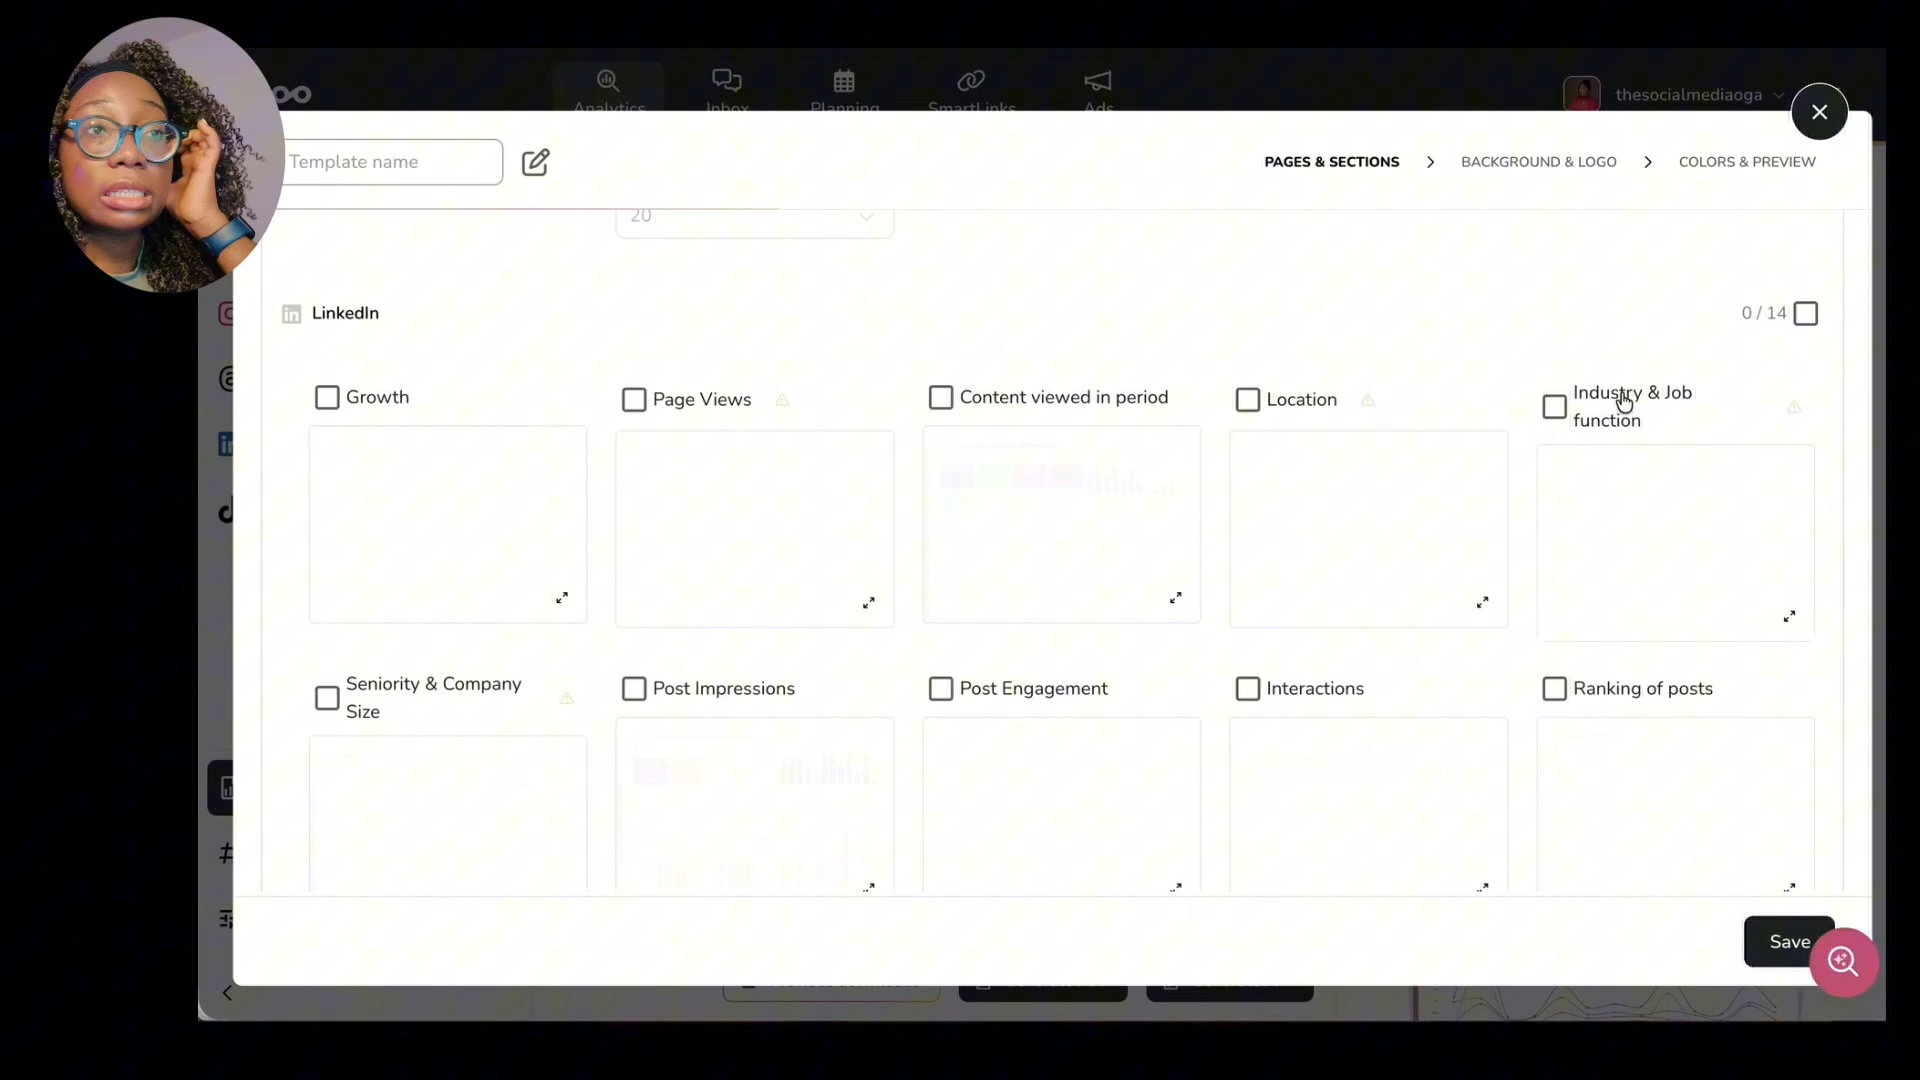 Analytics
Inbox
Planning
SmartLinks
Ads
thesocialmediaoga
Template name
PAGES & SECTIONS
BACKGROUND & LOGO
COLORS & PREVIEW
20
LinkedIn
0 / 14
Growth
Page Views
Content viewed in period
Location
Industry & Job
function
Seniority & Company
Size
Post Impressions
Post Engagement
Interactions
Ranking of posts
Save